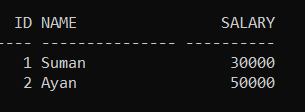 ID NAME SALARY
---- --------------- ----------
1 Suman 30000
2 Ayan 50000